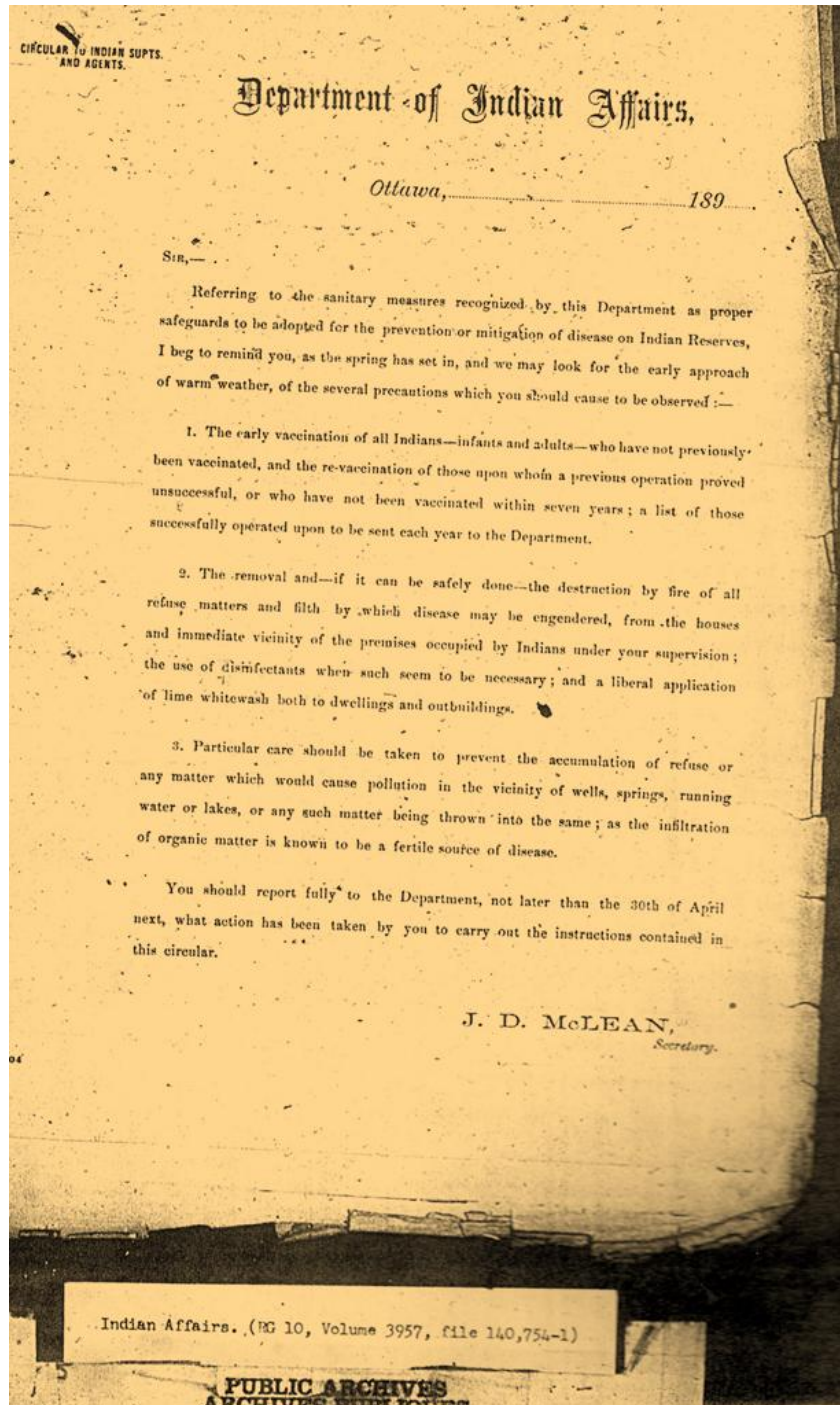 CIRCULAR TO INDIAN SUPTS.
AND AGENTS.
Department of Indian Affairs,
Ottawa, 189
SIR,—
Referring to the sanitary measures recognized by this Department as proper
safeguards to be adopted for the prevention or mitigation of disease on Indian Reserves,
I beg to remind you, as the spring has set in, and we may look for the early approach
of warm weather, of the several precautions which you should cause to be observed :—
1. The early vaccination of all Indians—infants and adults—who have not previously
been vaccinated, and the re-vaccination of those upon whom a previous operation proved
unsuccessful, or who have not been vaccinated within seven years ; a list of those
successfully operated upon to be sent each year to the Department.
2. The removal and—if it can be safely done—the destruction by fire of all
refuse matters and filth by which disease may be engendered, from the houses
and immediate vicinity of the premises occupied by Indians under your supervision ;
the use of disinfectants when such seem to be necessary ; and a liberal application
of lime whitewash both to dwellings and outbuildings.
3. Particular care should be taken to prevent the accumulation of refuse or
any matter which would cause pollution in the vicinity of wells, springs, running
water or lakes, or any such matter being thrown into the same ; as the infiltration
of organic matter is known to be a fertile source of disease.
You should report fully to the Department, not later than the 30th of April
next, what action has been taken by you to carry out the instructions contained in
this circular.
J. D. McLEAN,
Secretary.
04
Indian Affairs. (RG 10, Volume 3957, file 140,754-1)
5
PUBLIC ARCHIVES
ARCHIVES PUBLIQUES